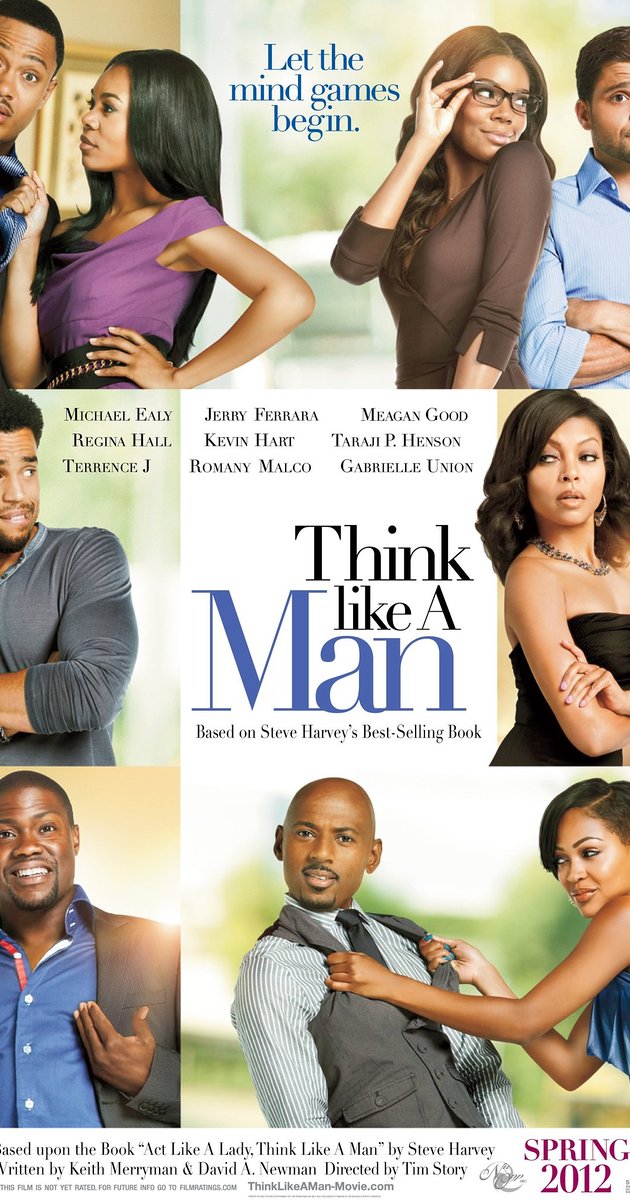 Let the
mind games
begin.
MICHAEL EALY JERRY FERRARA MEAGAN GOOD
REGINA HALL KEVIN HART TARAJI P. HENSON
TERRENCE J ROMANY MALCO GABRIELLE UNION
Think
like A
Man
Based on Steve Harvey's Best-Selling Book
Based upon the Book “Act Like A Lady, Think Like A Man” by Steve Harvey
Written by Keith Merryman & David A. Newman Directed by Tim Story
THIS FILM IS NOT YET RATED. FOR FUTURE INFO GO TO FILMRATINGS.COM
ThinkLikeAMan-Movie.com
SPRING
2012